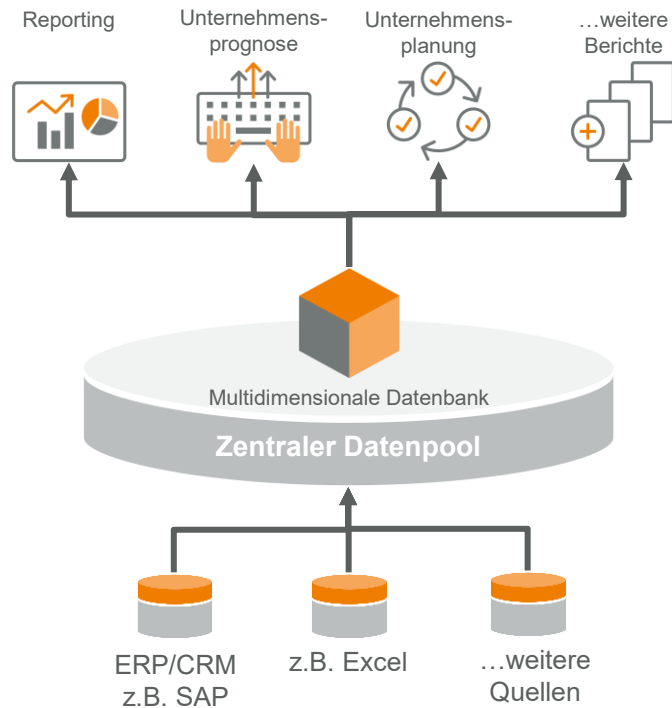 Reporting
Unternehmens-
prognose
Unternehmens-
planung
…weitere
Berichte
Multidimensionale Datenbank
Zentraler Datenpool
ERP/CRM
z.B. SAP
z.B. Excel
…weitere
Quellen